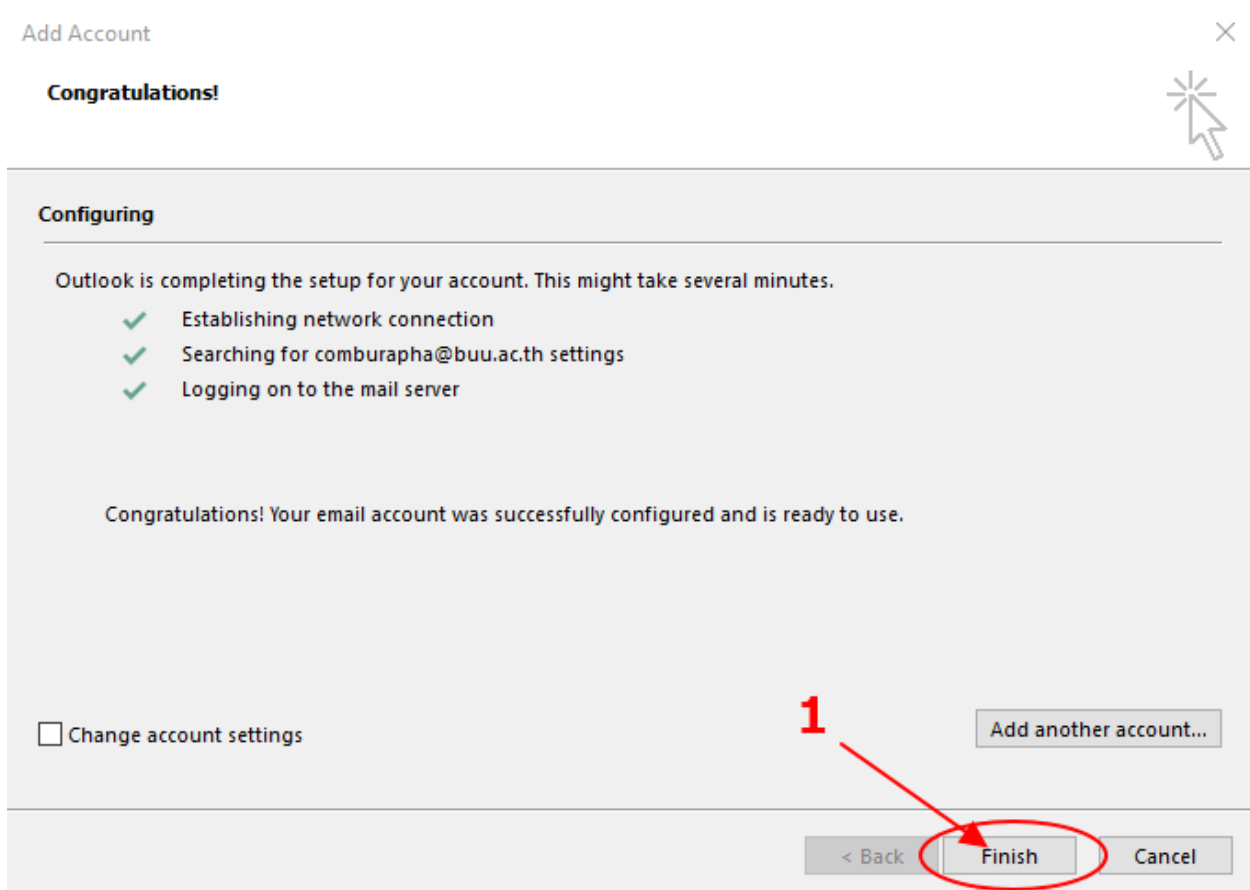 Add Account
Congratulations!
Configuring
Outlook is completing the setup for your account. This might take several minutes.
Establishing network connection
Searching for comburapha@buu.ac.th settings
Logging on to the mail server
Congratulations! Your email account was successfully configured and is ready to use.
1
Change account settings
Add another account...
< Back
Finish
Cancel